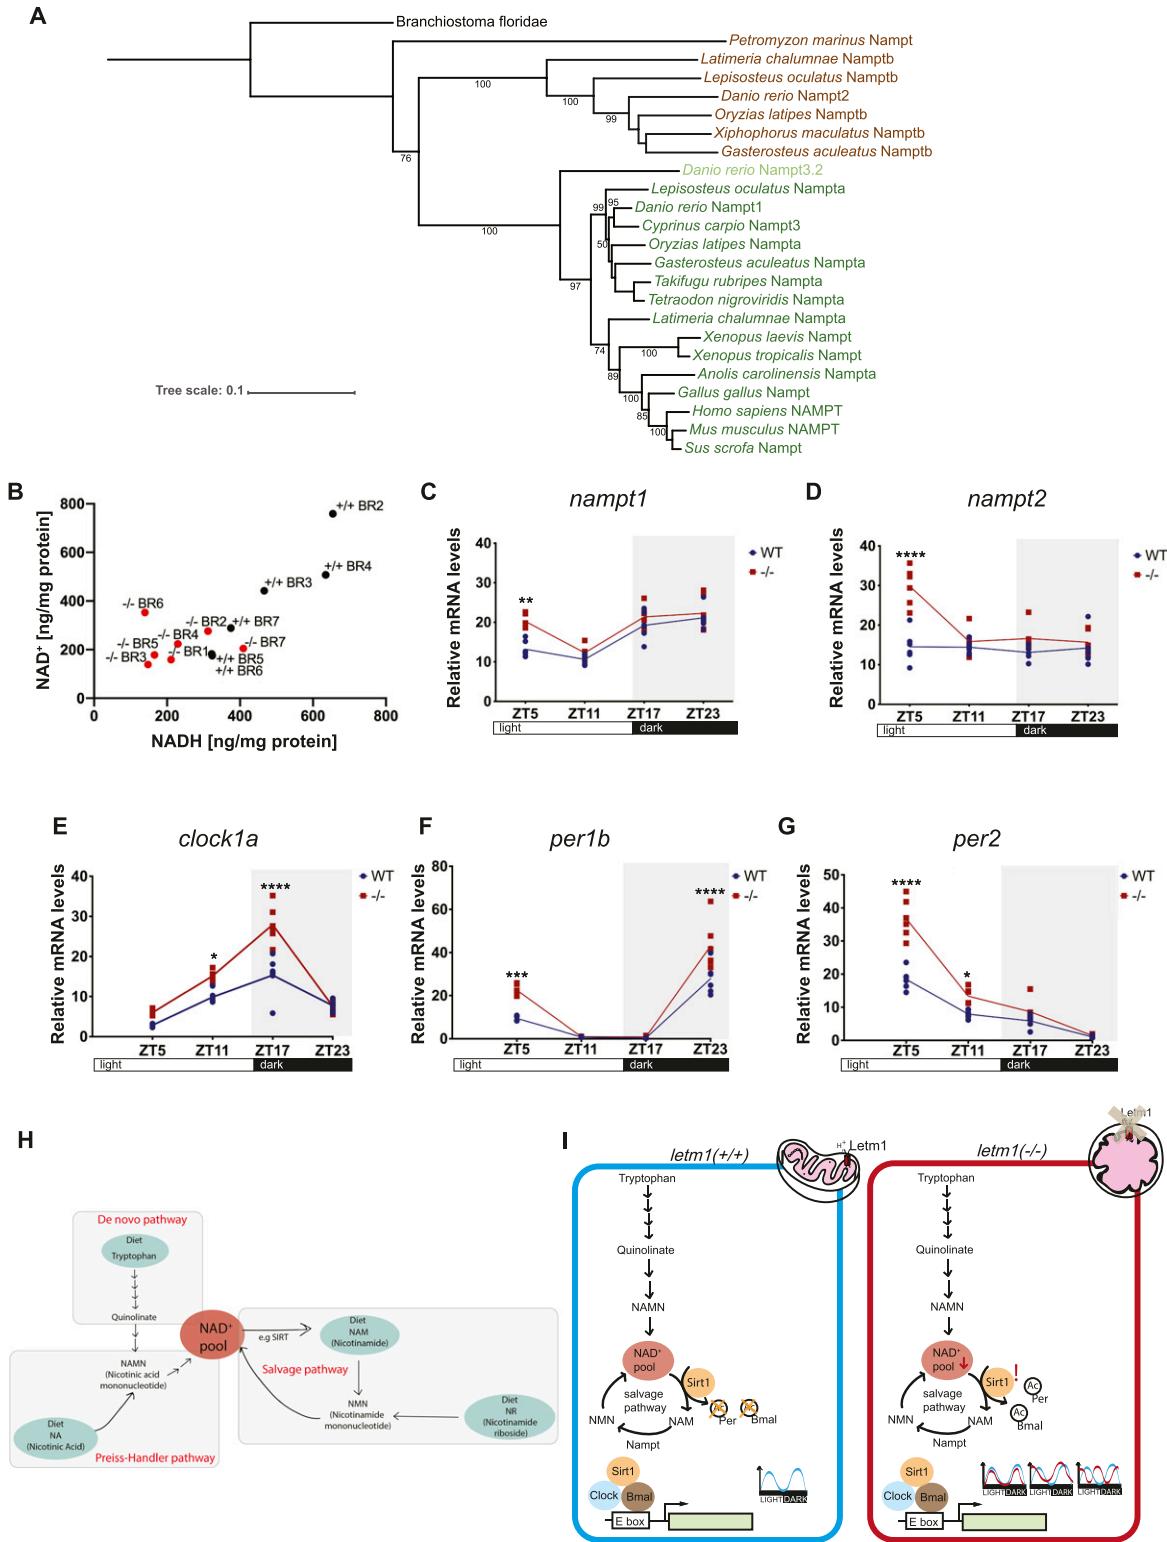 A
Branchiostoma floridae
Petromyzon marinus Nampt
Latimeria chalumnae Namptb
Lepisosteus oculatus Namptb
Danio rerio Nampt2
Oryzias latipes Namptb
Xiphophorus maculatus Namptb
Gasterosteus aculeatus Namptb
Danio rerio Nampt3.2
Lepisosteus oculatus Nampta
Danio rerio Nampt1
Cyprinus carpio Nampt3
Oryzias latipes Nampta
Gasterosteus aculeatus Nampta
Takifugu rubripes Nampta
Tetraodon nigroviridis Nampta
Latimeria chalumnae Nampta
Xenopus laevis Nampt
Xenopus tropicalis Nampt
Anolis carolinensis Nampta
Gallus gallus Nampt
Homo sapiens NAMPT
Mus musculus NAMPT
Sus scrofa Nampt
100
100
99
76
100
99
95
50
97
74
100
89
100
85
100
Tree scale: 0.1
B
NAD+ [ng/mg protein]
800
600
400
200
0
0 200 400 600 800
NADH [ng/mg protein]
+/+ BR2
+/+ BR4
+/+ BR3
-/- BR6
-/- BR2
+/+ BR7
-/- BR4
-/- BR5
-/- BR7
-/- BR3
-/- BR1
+/+ BR5
+/+ BR6
C
nampt1
Relative mRNA levels
40
30
20
10
0
**
ZT5 ZT11 ZT17 ZT23
light dark
WT
-/-
D
nampt2
Relative mRNA levels
40
30
20
10
0
****
ZT5 ZT11 ZT17 ZT23
light dark
WT
-/-
E
clock1a
Relative mRNA levels
40
30
20
10
0
*
****
ZT5 ZT11 ZT17 ZT23
light dark
WT
-/-
F
per1b
Relative mRNA levels
80
60
40
20
0
***
****
ZT5 ZT11 ZT17 ZT23
light dark
WT
-/-
G
per2
Relative mRNA levels
50
40
30
20
10
0
****
*
ZT5 ZT11 ZT17 ZT23
light dark
WT
-/-
H
De novo pathway
Diet
Tryptophan
Quinolinate
NAD+
pool
NAMN
(Nicotinic acid
mononucleotide)
Diet
NA
(Nicotinic Acid)
Preiss-Handler pathway
e.g SIRT
Diet
NAM
(Nicotinamide)
Salvage pathway
NMN
(Nicotinamide
mononucleotide)
Diet
NR
(Nicotinamide
riboside)
I
letm1(+/+)
H+
Letm1
Tryptophan
Quinolinate
NAMN
NAD+
pool
Sirt1
salvage
pathway
Ac
Per
Ac
Bmal
NMN
NAM
Nampt
Sirt1
Clock
Bmal
E box
LIGHT DARK
letm1(-/-)
Letm1
Tryptophan
Quinolinate
NAMN
NAD+
pool
Sirt1
!
salvage
pathway
Ac
Per
Ac
Bmal
NMN
NAM
Nampt
Sirt1
Clock
Bmal
E box
LIGHT DARK
LIGHT DARK
LIGHT DARK